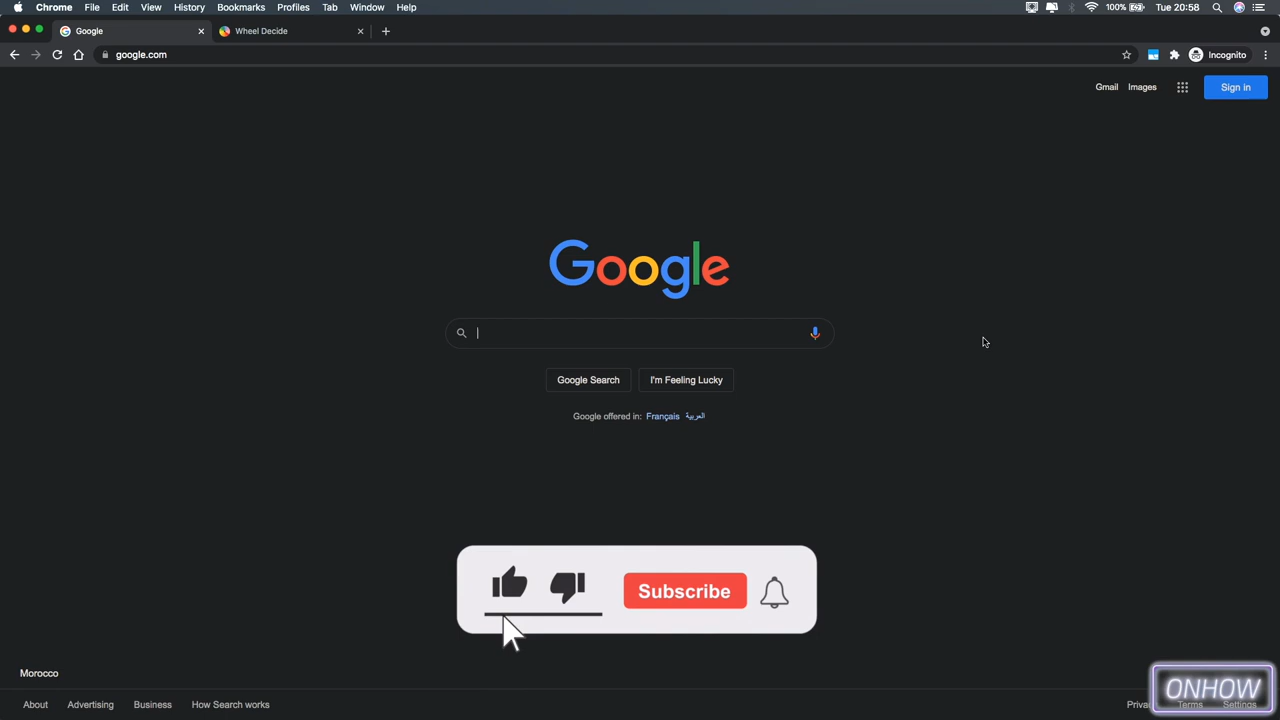 Chrome File Edit View History Bookmarks Profiles Tab Window Help 100% Tue 20:58
Google Wheel Decide
google.com Incognito
Gmail Images Sign in
Google
Google Search I'm Feeling Lucky
Google offered in: Français العربية
Subscribe
Morocco
About Advertising Business How Search works Terms Settings
ONHOW